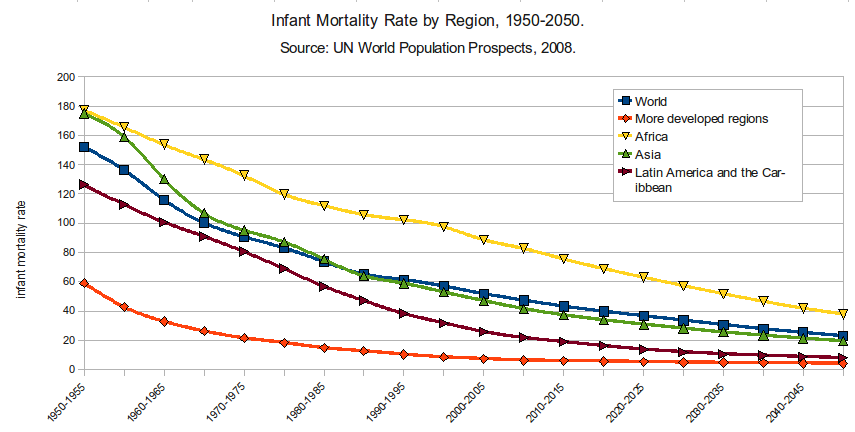 Infant Mortality Rate by Region, 1950-2050.
Source: UN World Population Prospects, 2008.
infant mortality rate
200
180
160
140
120
100
80
60
40
20
0
World
More developed regions
Africa
Asia
Latin America and the Car-
ibbean
1950-1955
1960-1965
1970-1975
1980-1985
1990-1995
2000-2005
2010-2015
2020-2025
2030-2035
2040-2045